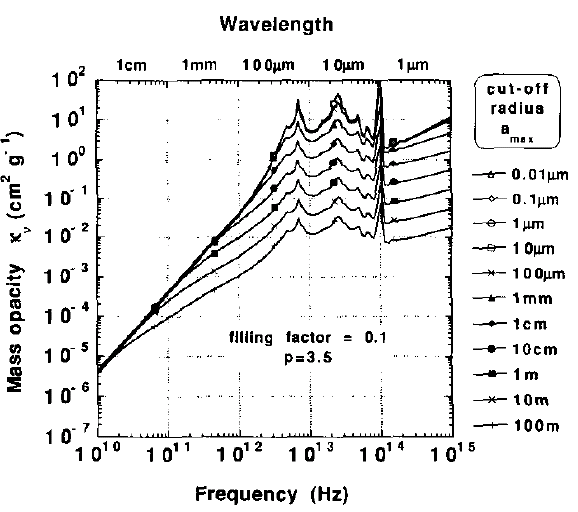 Wavelength
1cm 1mm 100μm 10μm 1μm
Mass opacity κν (cm² g⁻¹)
10²
10¹
10⁰
10⁻¹
10⁻²
10⁻³
10⁻⁴
10⁻⁵
10⁻⁶
10⁻⁷
filling factor = 0.1
p=3.5
10¹⁰ 10¹¹ 10¹² 10¹³ 10¹⁴ 10¹⁵
Frequency (Hz)
cut-off
radius
a max
0.01μm
0.1μm
1μm
10μm
100μm
1mm
1cm
10cm
1m
10m
100m